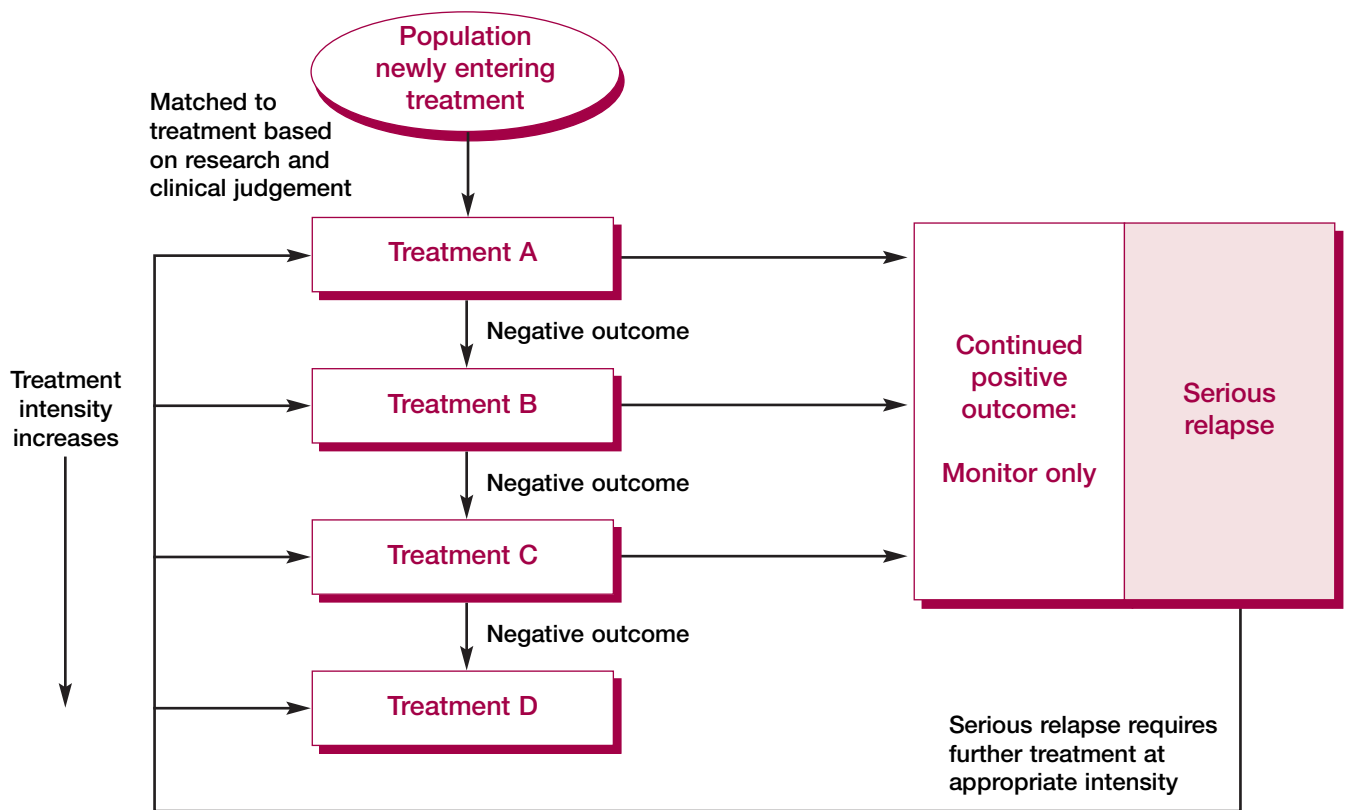 Population
newly entering
treatment
Matched to
treatment based
on research and
clinical judgement
Treatment A
Negative outcome
Treatment B
Negative outcome
Treatment C
Negative outcome
Treatment D
Treatment
intensity
increases
Continued
positive
outcome:
Monitor only
Serious
relapse
Serious relapse requires
further treatment at
appropriate intensity